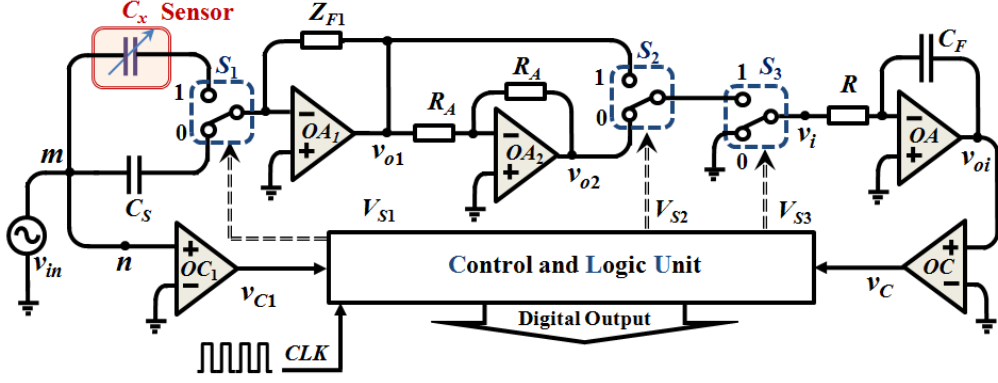 Cx Sensor
ZF1
CF
S1
S2
S3
RA
R
1
1
1
0
0
0
RA
OA1
OA2
OA
m
CS
vo1
vo2
vi
voi
VS1
VS2
VS3
vin
n
OC1
vC1
Control and Logic Unit
vC
OC
Digital Output
CLK